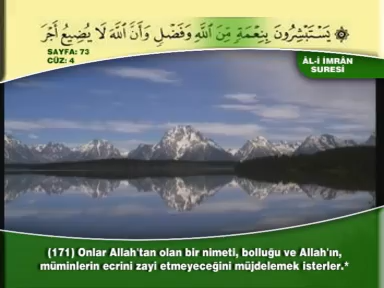 يَسْتَبْشِرُونَ بِنِعْمَةٍ مِّنَ اللَّهِ وَفَضْلٍ وَأَنَّ اللَّهَ لَا يُضِيعُ أَجْرَ
SAYFA: 73
CÜZ: 4
ÂL-İ İMRÂN
SURESİ
(171) Onlar Allah'tan olan bir nimeti, bolluğu ve Allah'ın,
müminlerin ecrini zayi etmeyeceğini müjdelemek isterler.*